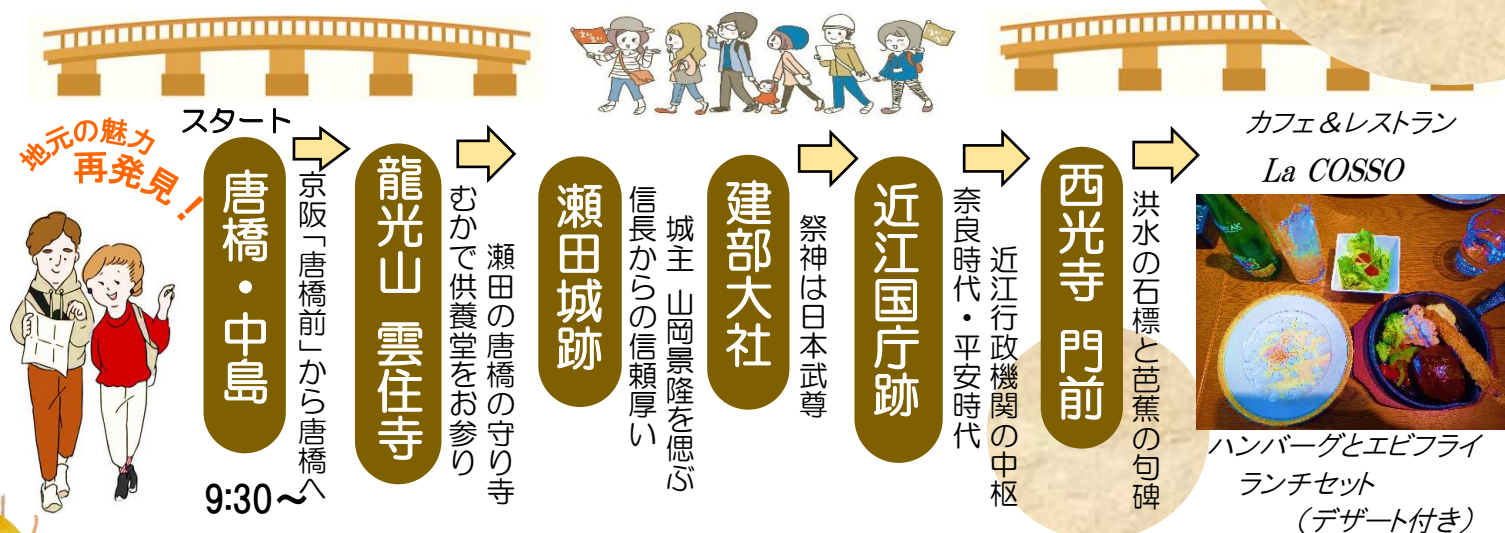 地元の魅力
再発見！
スタート
唐橋・中島
9:30～
京阪「唐橋前」から唐橋へ
龍光山 雲住寺
瀬田の唐橋の守り寺
むかで供養堂をお参り
瀬田城跡
城主 山岡景隆を偲ぶ
信長からの信頼厚い
建部大社
祭神は日本武尊
近江国庁跡
近江行政機関の中枢
奈良時代・平安時代
西光寺 門前
洪水の石標と芭蕉の句碑
カフェ＆レストラン
La COSSO
ハンバーグとエビフライ
ランチセット
（デザート付き）